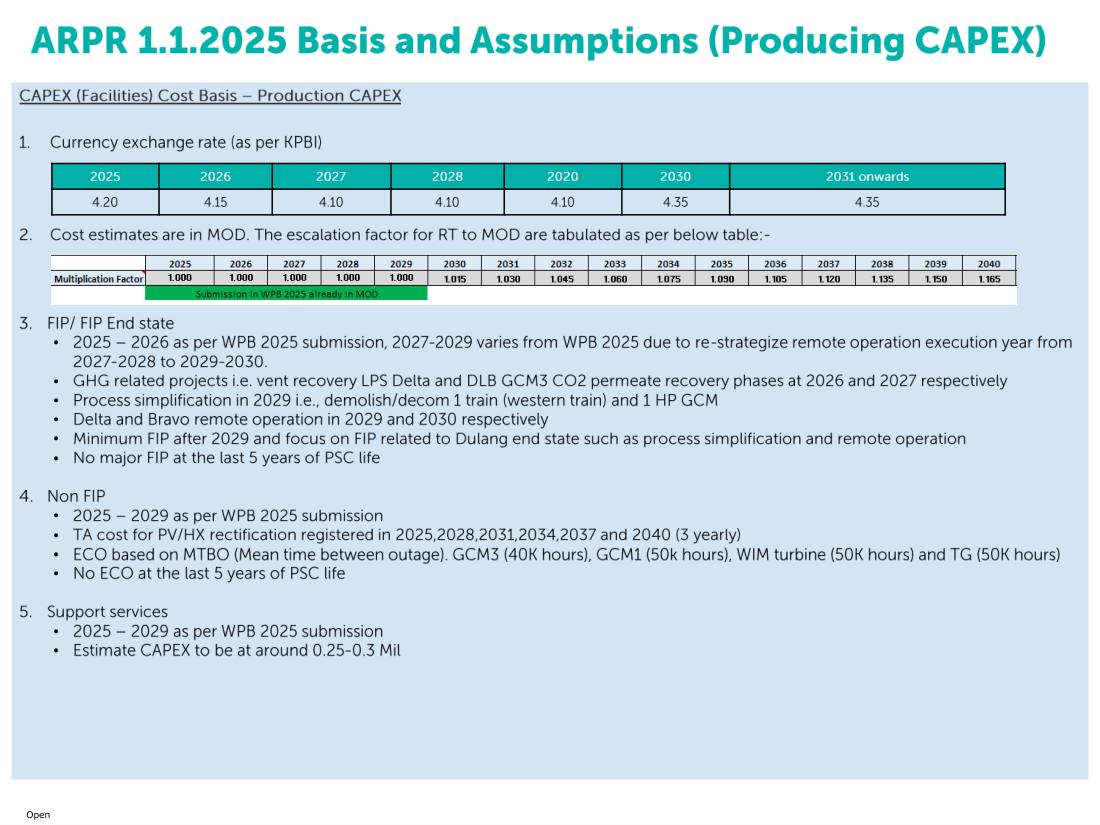 ARPR 1.1.2025 Basis and Assumptions (Producing CAPEX)
CAPEX (Facilities) Cost Basis – Production CAPEX
1. Currency exchange rate (as per KPBI)
2025 2026 2027 2028 2020 2030 2031 onwards
4.20 4.15 4.10 4.10 4.10 4.35 4.35
2. Cost estimates are in MOD. The escalation factor for RT to MOD are tabulated as per below table:-
2025 2026 2027 2028 2029 2030 2031 2032 2033 2034 2035 2036 2037 2038 2039 2040
Multiplication Factor 1.000 1.000 1.000 1.000 1.000 1.015 1.030 1.045 1.060 1.075 1.090 1.105 1.120 1.135 1.150 1.165
Submission in WPB 2025 already in MOD
3. FIP/ FIP End state
• 2025 – 2026 as per WPB 2025 submission, 2027-2029 varies from WPB 2025 due to re-strategize remote operation execution year from
2027-2028 to 2029-2030.
• GHG related projects i.e. vent recovery LPS Delta and DLB GCM3 CO2 permeate recovery phases at 2026 and 2027 respectively
• Process simplification in 2029 i.e., demolish/decom 1 train (western train) and 1 HP GCM
• Delta and Bravo remote operation in 2029 and 2030 respectively
• Minimum FIP after 2029 and focus on FIP related to Dulang end state such as process simplification and remote operation
• No major FIP at the last 5 years of PSC life
4. Non FIP
• 2025 – 2029 as per WPB 2025 submission
• TA cost for PV/HX rectification registered in 2025,2028,2031,2034,2037 and 2040 (3 yearly)
• ECO based on MTBO (Mean time between outage). GCM3 (40K hours), GCM1 (50k hours), WIM turbine (50K hours) and TG (50K hours)
• No ECO at the last 5 years of PSC life
5. Support services
• 2025 – 2029 as per WPB 2025 submission
• Estimate CAPEX to be at around 0.25-0.3 Mil
Open